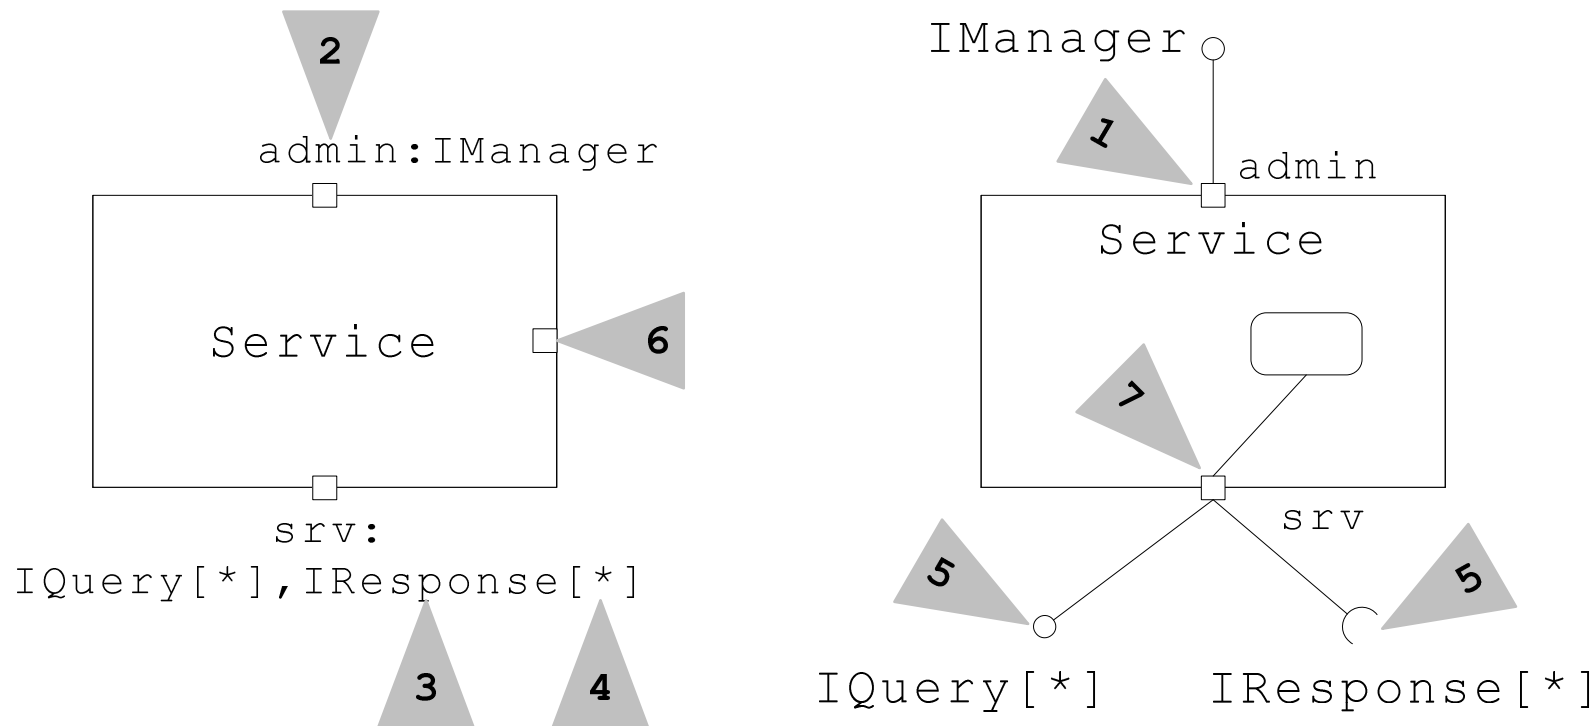 2
admin:IManager
Service
6
srv:
IQuery[*],IResponse[*]
3
4
IManager
1
admin
Service
7
srv
5
5
IQuery[*]
IResponse[*]